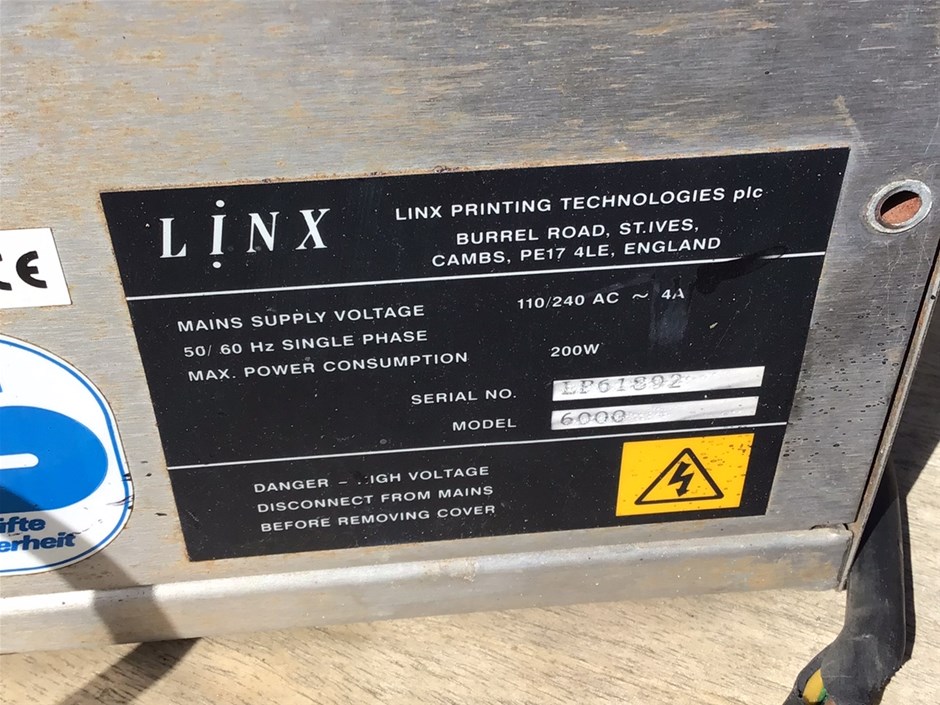 LINX
LINX PRINTING TECHNOLOGIES plc
BURREL ROAD, ST.IVES,
CAMBS, PE17 4LE, ENGLAND
CE
MAINS SUPPLY VOLTAGE 110/240 AC ~ 4A
50/ 60 Hz SINGLE PHASE
MAX. POWER CONSUMPTION 200W
SERIAL NO. LP61892
MODEL 6000
DANGER – HIGH VOLTAGE
DISCONNECT FROM MAINS
BEFORE REMOVING COVER
üfte
erheit